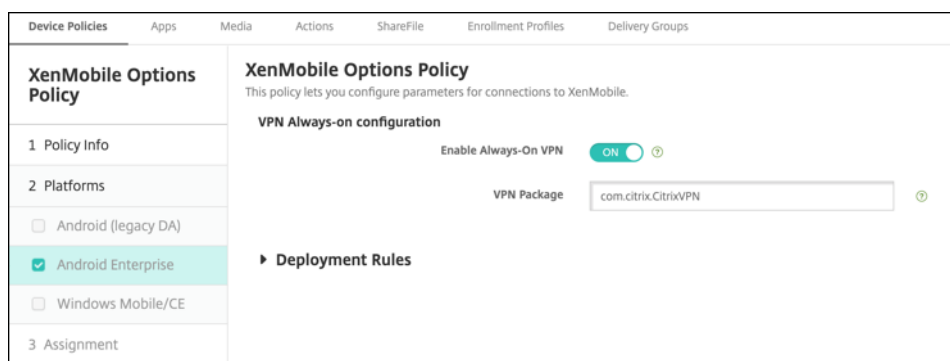 Device Policies Apps Media Actions ShareFile Enrollment Profiles Delivery Groups
XenMobile Options
Policy
1 Policy Info
2 Platforms
Android (legacy DA)
Android Enterprise
Windows Mobile/CE
3 Assignment
XenMobile Options Policy
This policy lets you configure parameters for connections to XenMobile.
VPN Always-on configuration
Enable Always-On VPN ON ?
VPN Package com.citrix.CitrixVPN ?
Deployment Rules